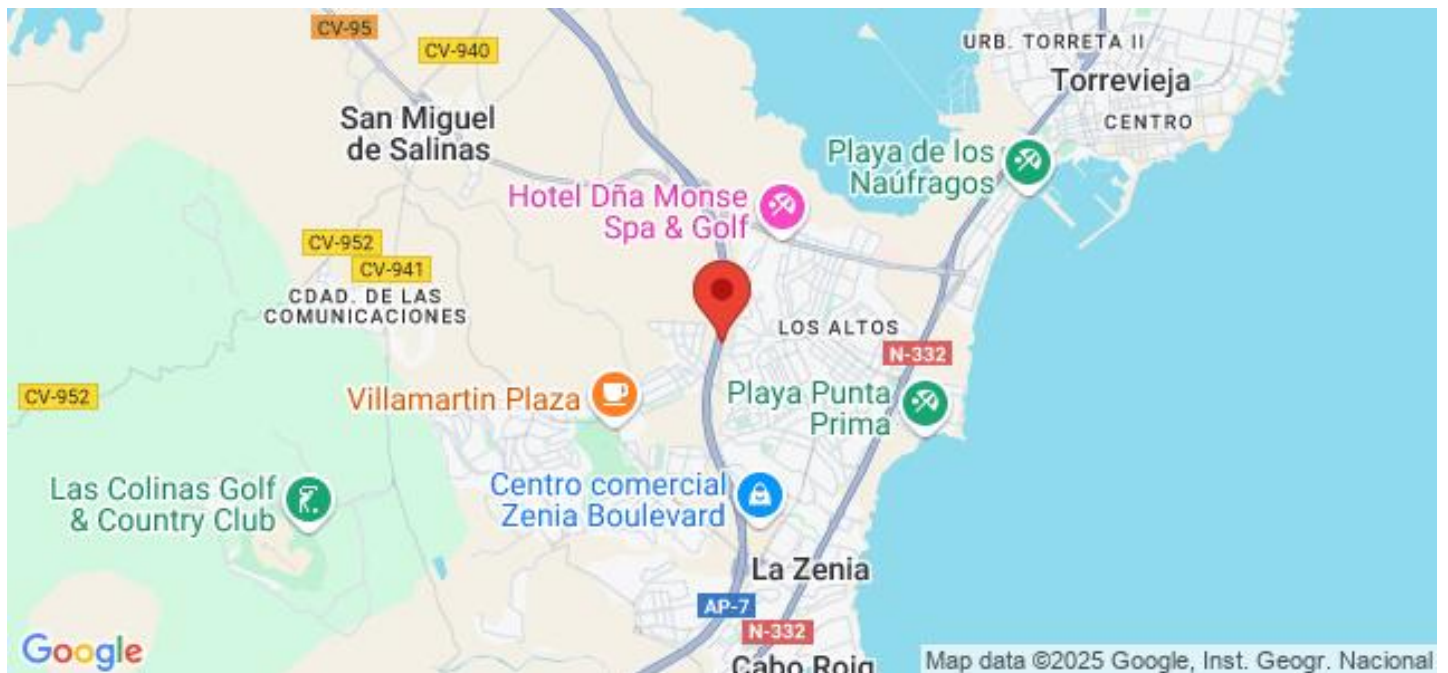 CV-95
CV-940
URB. TORRETA II
Torrevieja
CENTRO
San Miguel
de Salinas
Playa de los
Naúfragos
Hotel Dña Monse
Spa & Golf
CV-952
CV-941
CDAD. DE LAS
COMUNICACIONES
LOS ALTOS
N-332
CV-952
Villamartin Plaza
Playa Punta
Prima
Las Colinas Golf
& Country Club
Centro comercial
Zenia Boulevard
La Zenia
AP-7
N-332
Cabo Roig
Google
Map data ©2025 Google, Inst. Geogr. Nacional